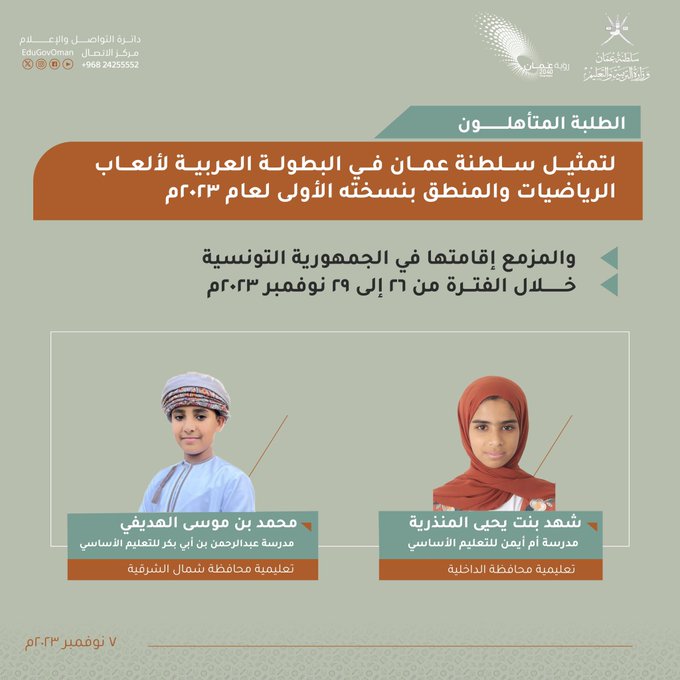 دائرة التواصل والإعلام
مركز الاتصال EduGovOman
+968 24255552
رؤية عمان
2040
سلطنة عمان
وزارة التربية والتعليم
الطلبة المتأهلون
لتمثيل سلطنة عمان في البطولة العربية لألعاب
الرياضيات والمنطق بنسخته الأولى لعام ٢٠٢٣م
والمزمع إقامتها في الجمهورية التونسية
خلال الفترة من ٢٦ إلى ٢٩ نوفمبر ٢٠٢٣م
شهد بنت يحيى المنذرية
مدرسة أم أيمن للتعليم الأساسي
تعليمية محافظة الداخلية
محمد بن موسى الهديفي
مدرسة عبدالرحمن بن أبي بكر للتعليم الأساسي
تعليمية محافظة شمال الشرقية
٧ نوفمبر ٢٠٢٣م